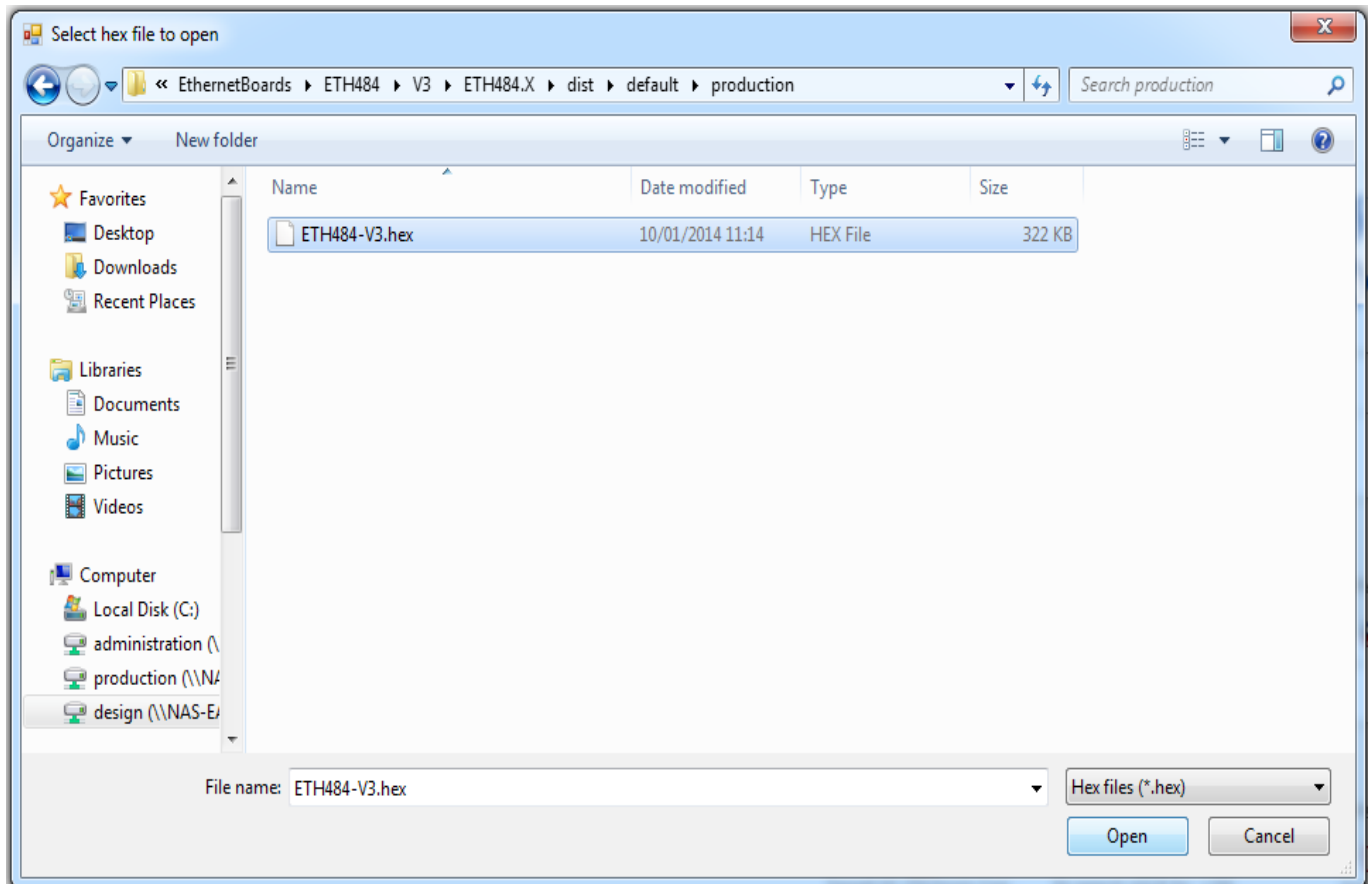 Select hex file to open
X
« EthernetBoards ▸ ETH484 ▸ V3 ▸ ETH484.X ▸ dist ▸ default ▸ production
Search production
Organize ▾ New folder
Name Date modified Type Size
ETH484-V3.hex 10/01/2014 11:14 HEX File 322 KB
Favorites
Desktop
Downloads
Recent Places
Libraries
Documents
Music
Pictures
Videos
Computer
Local Disk (C:)
administration (\
production (\\NA
design (\\NAS-EA
File name: ETH484-V3.hex Hex files (*.hex)
Open Cancel